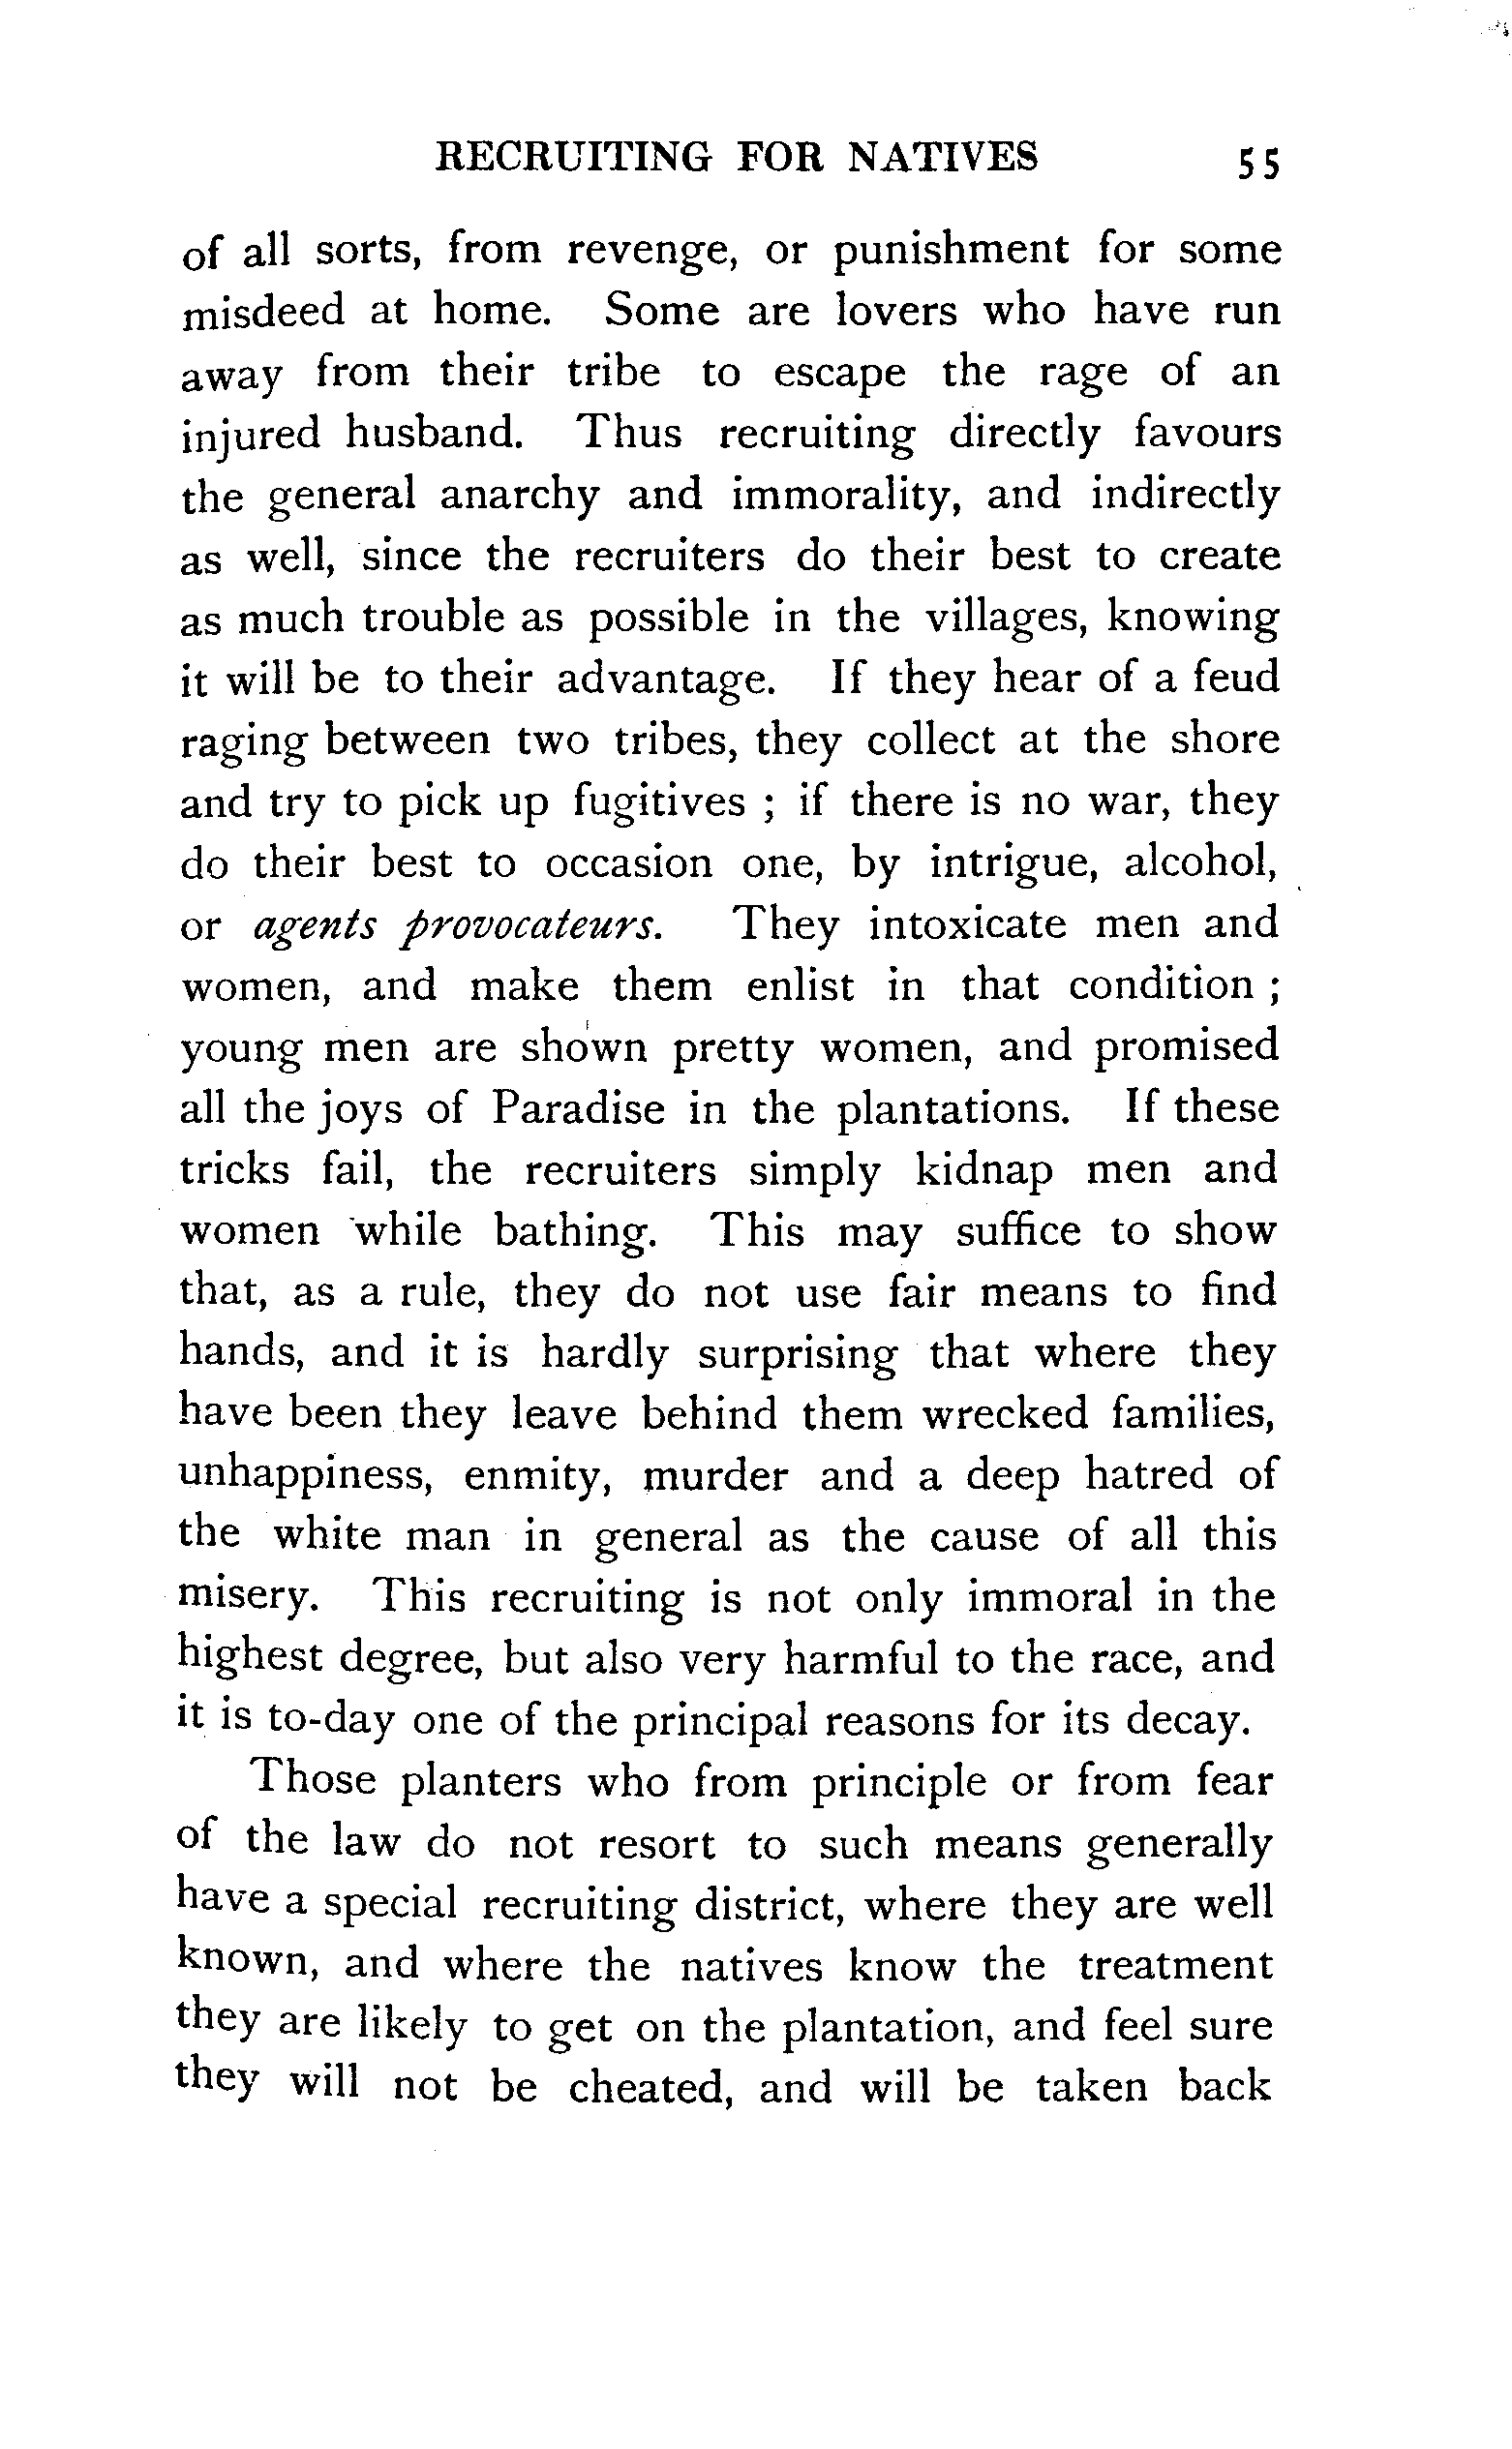 RECRUITING FOR NATIVES 55
of all sorts, from revenge, or punishment for some
misdeed at home. Some are lovers who have run
away from their tribe to escape the rage of an
injured husband. Thus recruiting directly favours
the general anarchy and immorality, and indirectly
as well, since the recruiters do their best to create
as much trouble as possible in the villages, knowing
it will be to their advantage. If they hear of a feud
raging between two tribes, they collect at the shore
and try to pick up fugitives ; if there is no war, they
do their best to occasion one, by intrigue, alcohol,
or agents provocateurs. They intoxicate men and
women, and make them enlist in that condition ;
young men are shown pretty women, and promised
all the joys of Paradise in the plantations. If these
tricks fail, the recruiters simply kidnap men and
women while bathing. This may suffice to show
that, as a rule, they do not use fair means to find
hands, and it is hardly surprising that where they
have been they leave behind them wrecked families,
unhappiness, enmity, murder and a deep hatred of
the white man in general as the cause of all this
misery. This recruiting is not only immoral in the
highest degree, but also very harmful to the race, and
it is to-day one of the principal reasons for its decay.
Those planters who from principle or from fear
of the law do not resort to such means generally
have a special recruiting district, where they are well
known, and where the natives know the treatment
they are likely to get on the plantation, and feel sure
they will not be cheated, and will be taken back